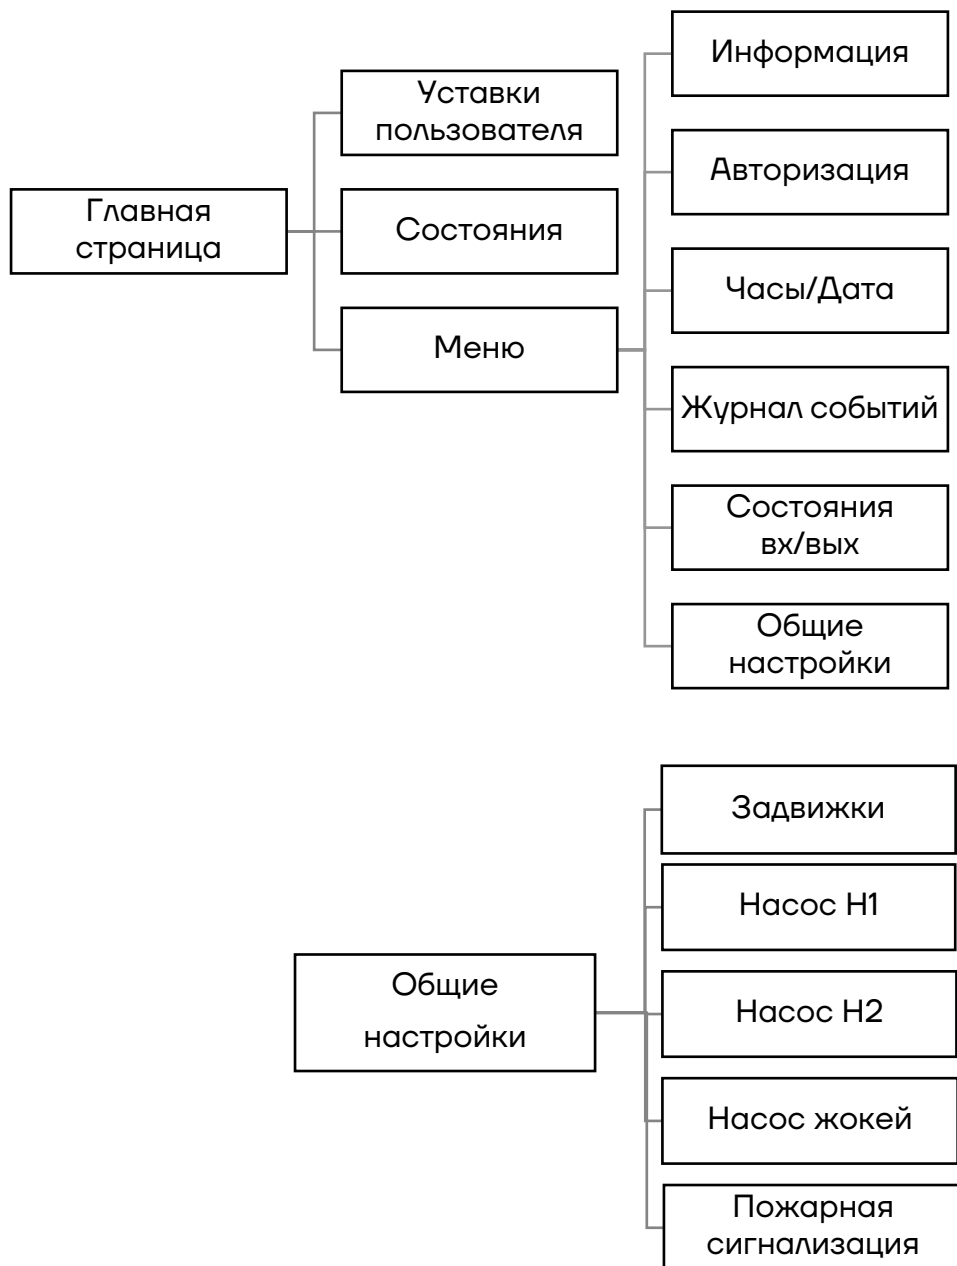 Главная
страница
Уставки
пользователя
Состояния
Меню
Информация
Авторизация
Часы/Дата
Журнал событий
Состояния
вх/вых
Общие
настройки
Общие
настройки
Задвижки
Насос Н1
Насос Н2
Насос жокей
Пожарная
сигнализация